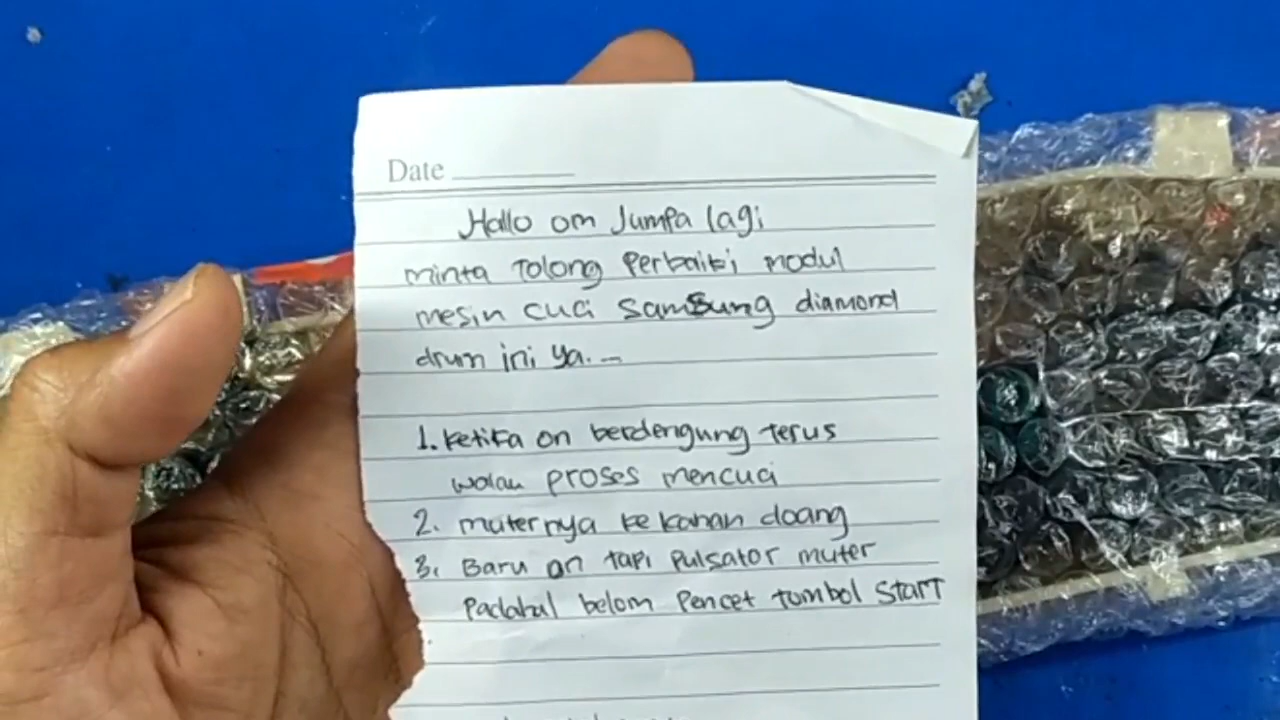 Date
Hallo om Jumpa lagi
minta Tolong Perbaiki modul
mesin cuci Samsung diamond
drum ini ya...
1. Ketika on berdengung terus
walau proses mencuci
2. muternya ke kanan doang
3. Baru on tapi Pulsator muter
Padahal belom Pencet tombol START